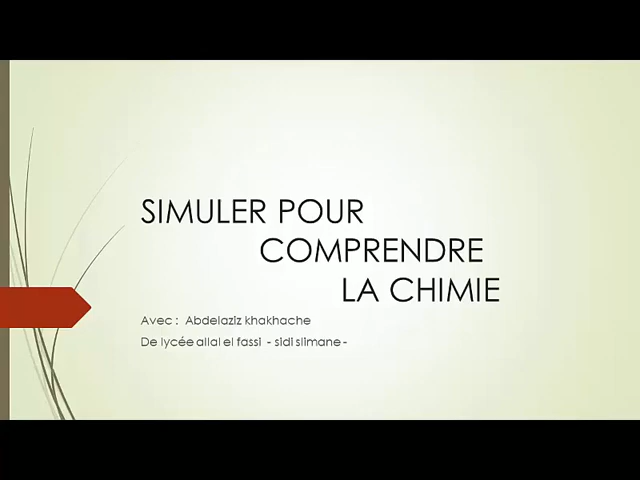 SIMULER POUR
COMPRENDRE
LA CHIMIE
Avec : Abdelaziz khakhache
De lycée allal el fassi - sidi slimane -